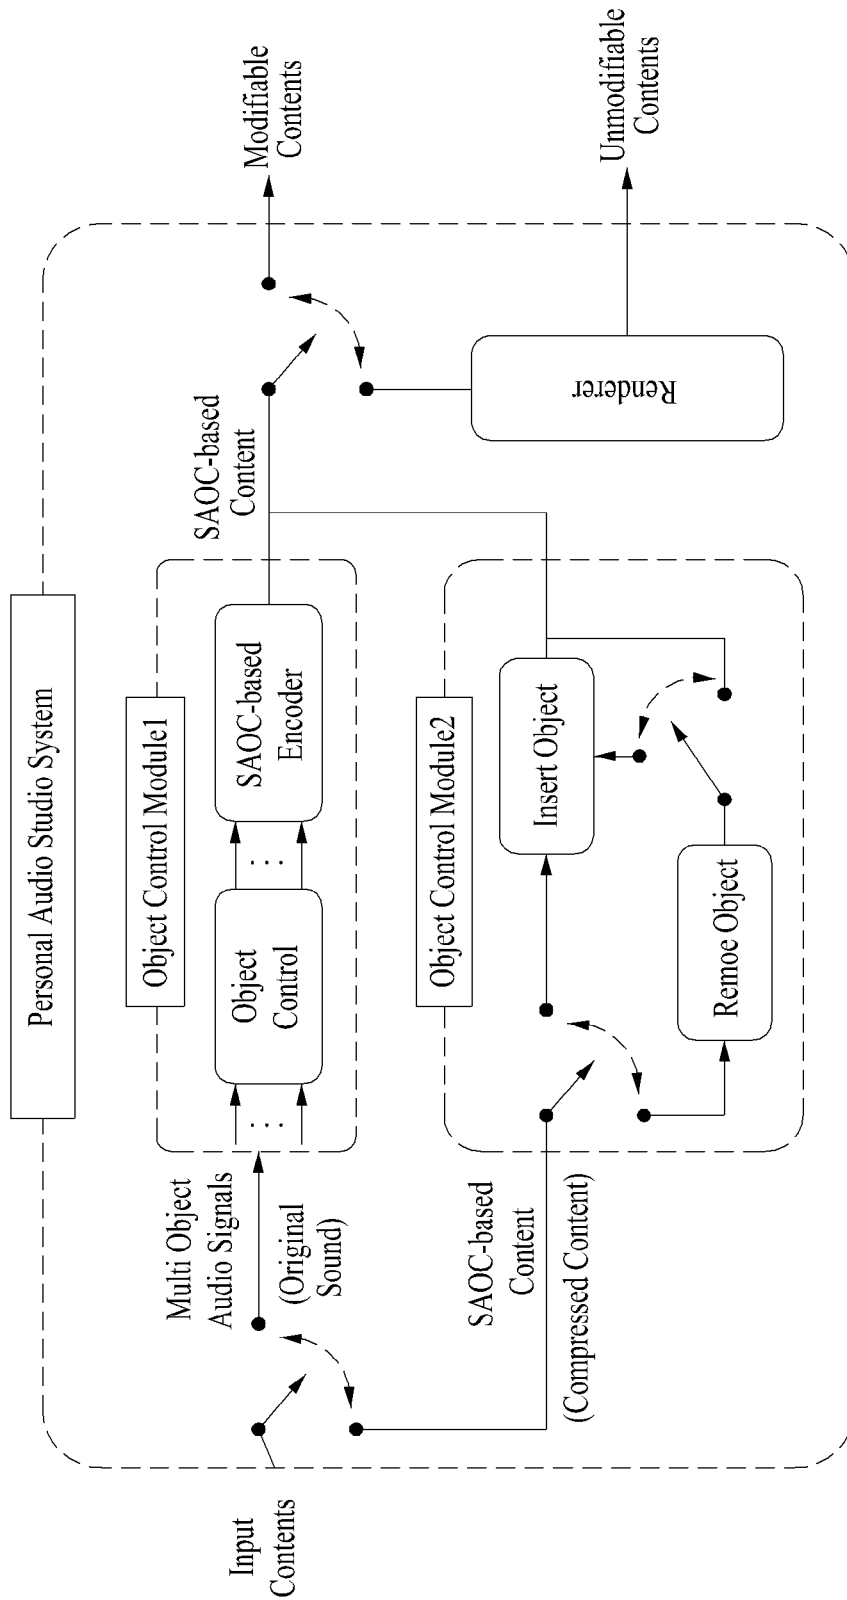 Personal Audio Studio System
Input
Contents
Multi Object
Audio Signals
(Original
Sound)
Object Control Module1
Object
Control
...
...
SAOC-based
Encoder
SAOC-based
Content
Modifiable
Contents
SAOC-based
Content
(Compressed Content)
Object Control Module2
Insert Object
Remoe Object
Renderer
Unmodifiable
Contents